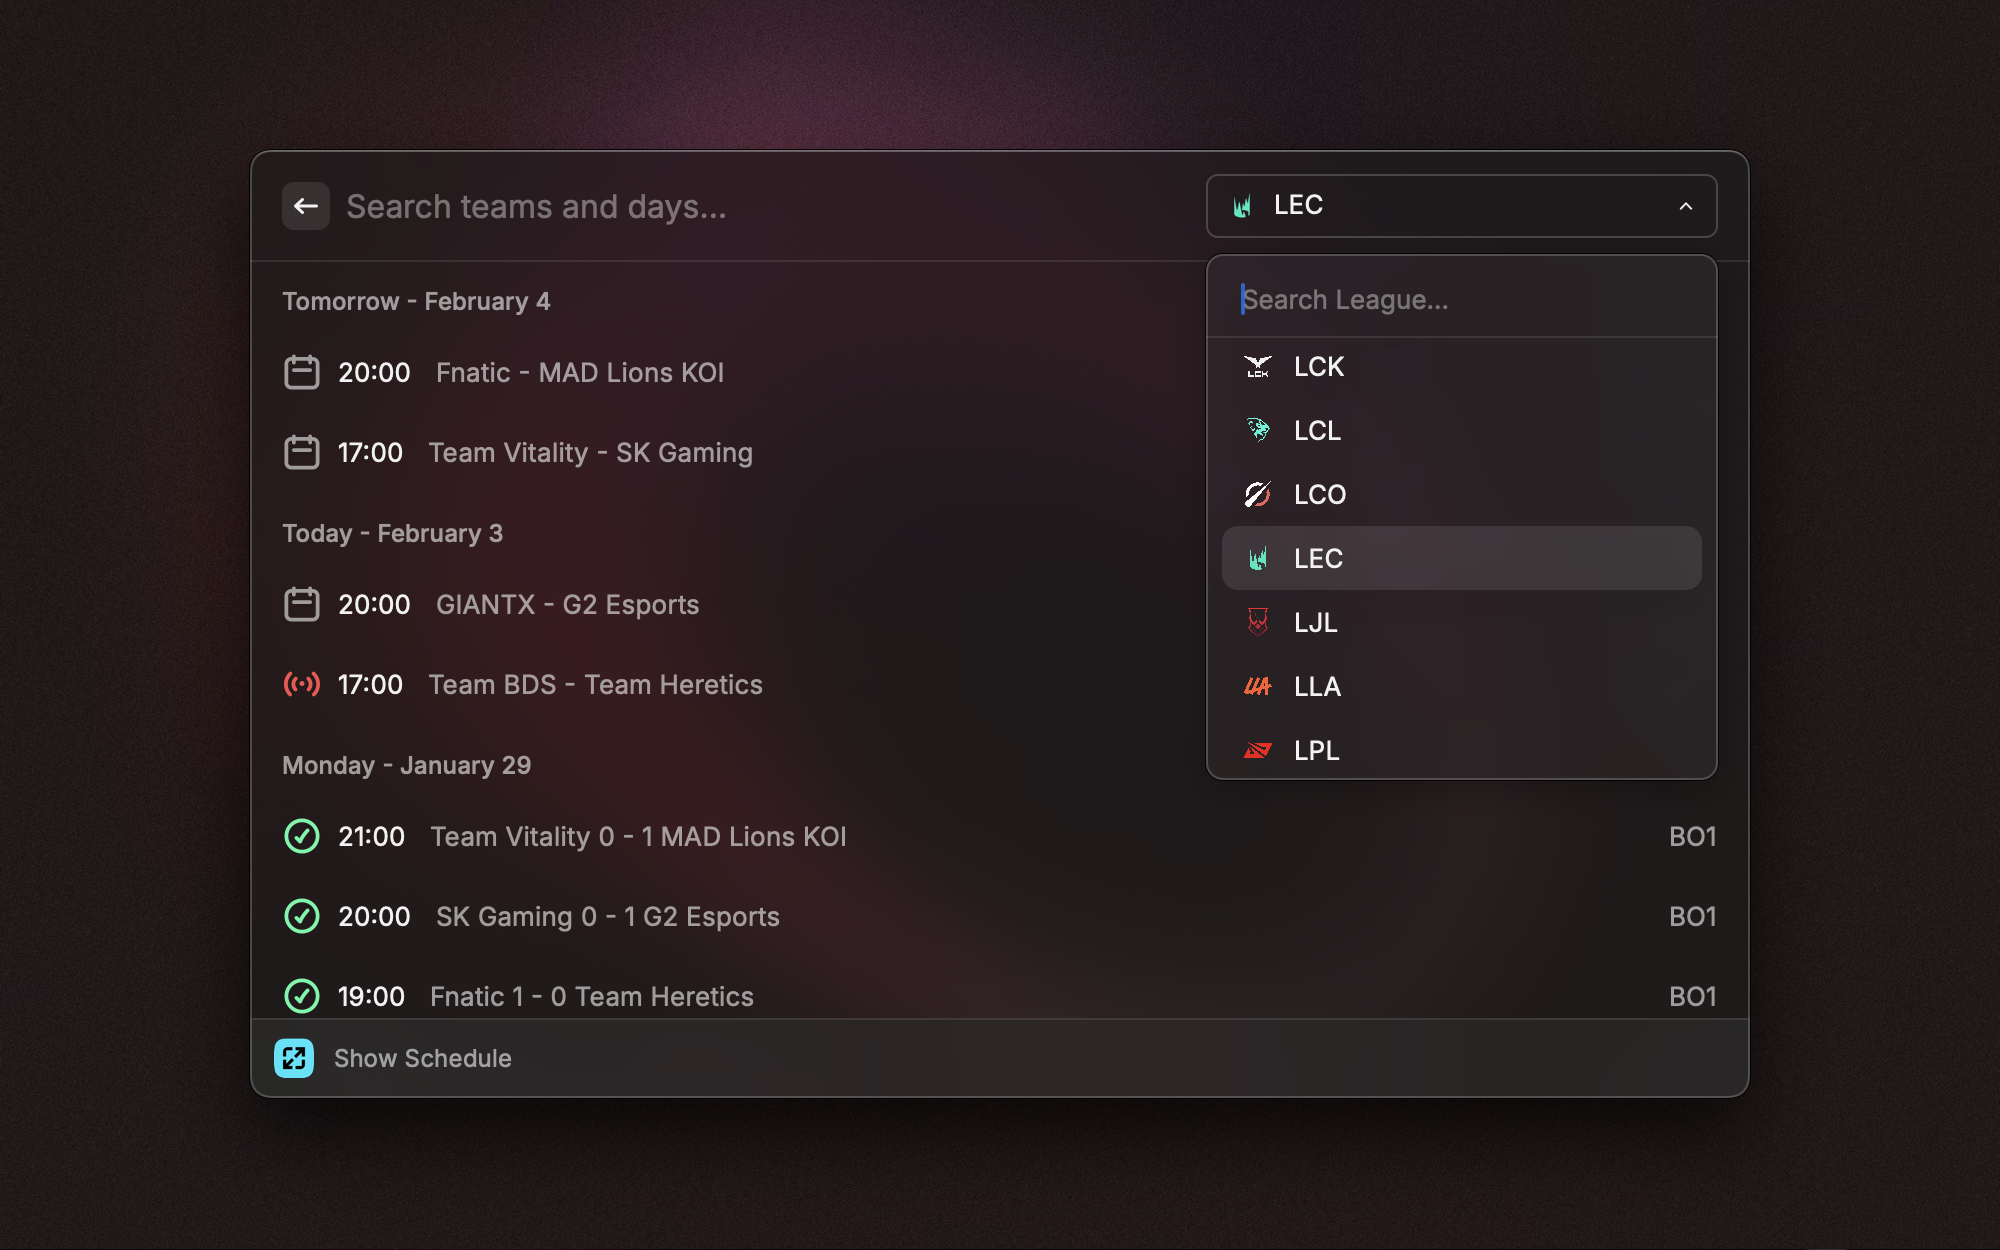 Search teams and days...
LEC
Search League...
LCK
LCL
LCO
LEC
LJL
LLA
LPL
Tomorrow - February 4
20:00 Fnatic - MAD Lions KOI
17:00 Team Vitality - SK Gaming
Today - February 3
20:00 GIANTX - G2 Esports
17:00 Team BDS - Team Heretics
Monday - January 29
21:00 Team Vitality 0 - 1 MAD Lions KOI BO1
20:00 SK Gaming 0 - 1 G2 Esports BO1
19:00 Fnatic 1 - 0 Team Heretics BO1
Show Schedule